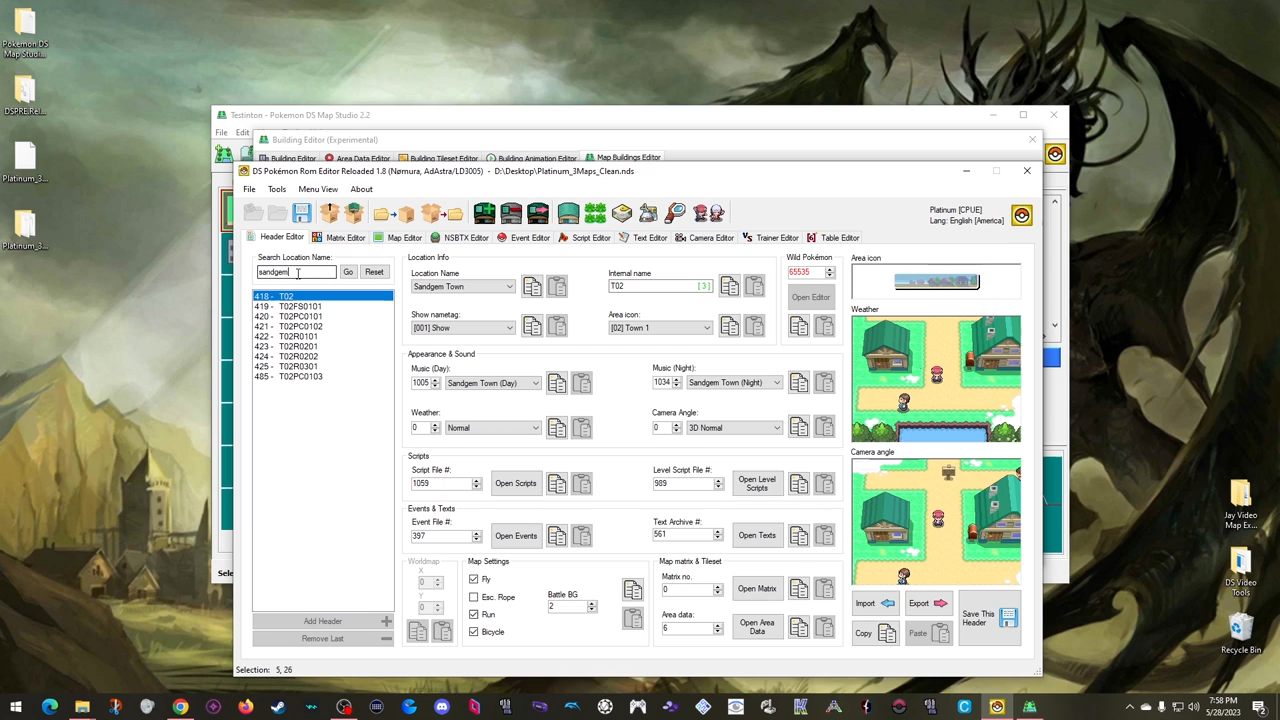 Pokemon DS
Map Studi...
DSPRE\Rel...
Platinum_3...
Platinum_3...
Testinton - Pokemon DS Map Studio 2.2
File Edit
Building Editor (Experimental)
Building Editor Area Data Editor Building Tileset Editor Building Animation Editor Map Buildings Editor
DS Pokémon Rom Editor Reloaded 1.8 (Nømura, AdAstra/LD3005) - D:\Desktop\Platinum_3Maps_Clean.nds
File Tools Menu View About
Platinum [CPUE]
Lang: English [America]
Header Editor Matrix Editor Map Editor NSBTX Editor Event Editor Script Editor Text Editor Camera Editor Trainer Editor Table Editor
Search Location Name:
sandgem Go Reset
418 - T02
419 - T02FS0101
420 - T02PC0101
421 - T02PC0102
422 - T02R0101
423 - T02R0201
424 - T02R0202
425 - T02R0301
485 - T02PC0103
Add Header
Remove Last
Location Info
Location Name
Sandgem Town
Internal name
T02 [ 3 ]
Show nametag:
[001] Show
Area icon:
[02] Town 1
Wild Pokémon
65535
Open Editor
Appearance & Sound
Music (Day):
1005 Sandgem Town (Day)
Music (Night):
1034 Sandgem Town (Night)
Weather:
0 Normal
Camera Angle:
0 3D Normal
Scripts
Script File #:
1059 Open Scripts
Level Script File #:
989 Open Level Scripts
Events & Texts
Event File #:
397 Open Events
Text Archive #:
561 Open Texts
Worldmap
X
0
Y
0
Map Settings
Fly
Esc. Rope
Run
Bicycle
Battle BG
2
Map matrix & Tileset
Matrix no.
0 Open Matrix
Area data:
6 Open Area Data
Area icon
Weather
Camera angle
Import Export
Copy Paste
Save This Header
Selection: 5, 26
Selec
Jay Video
Map Ex...
DS Video
Tools
Recycle Bin
7:58 PM
5/28/2023